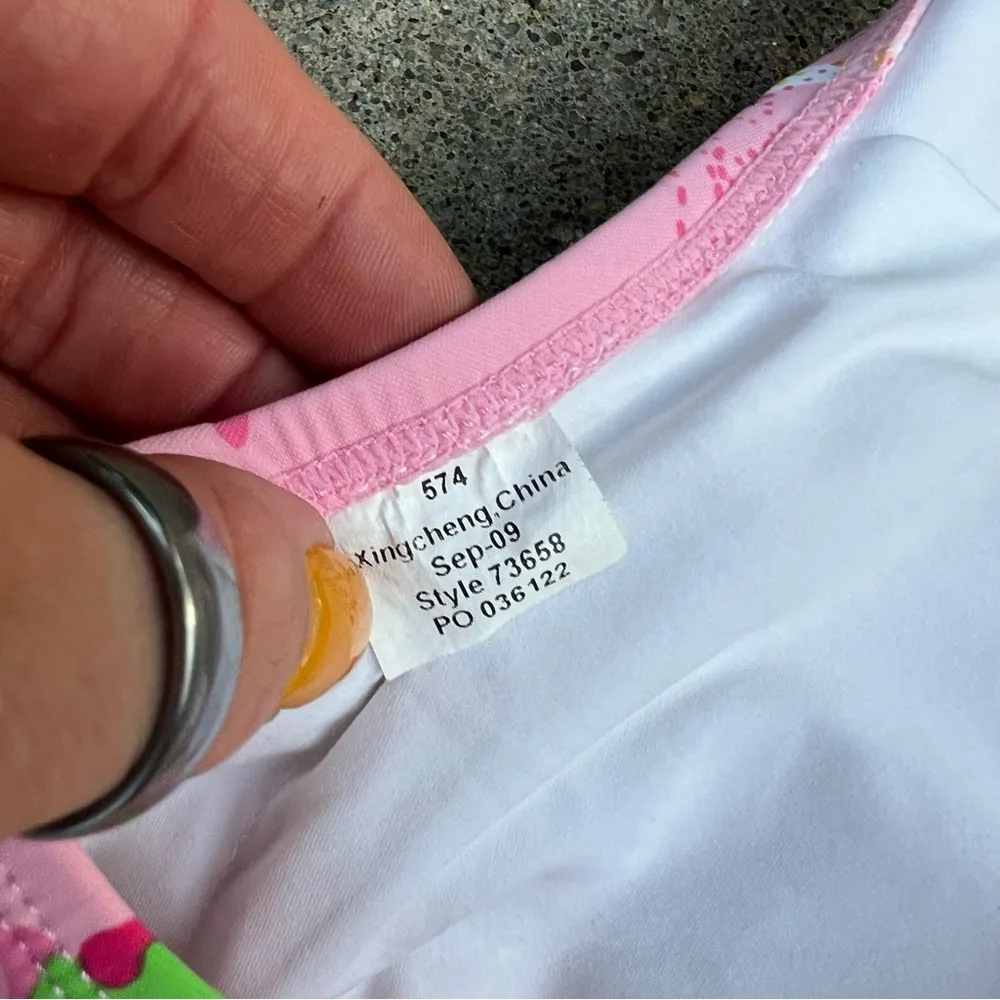 574
Xingcheng,China
Sep-09
Style 73658
PO 036122